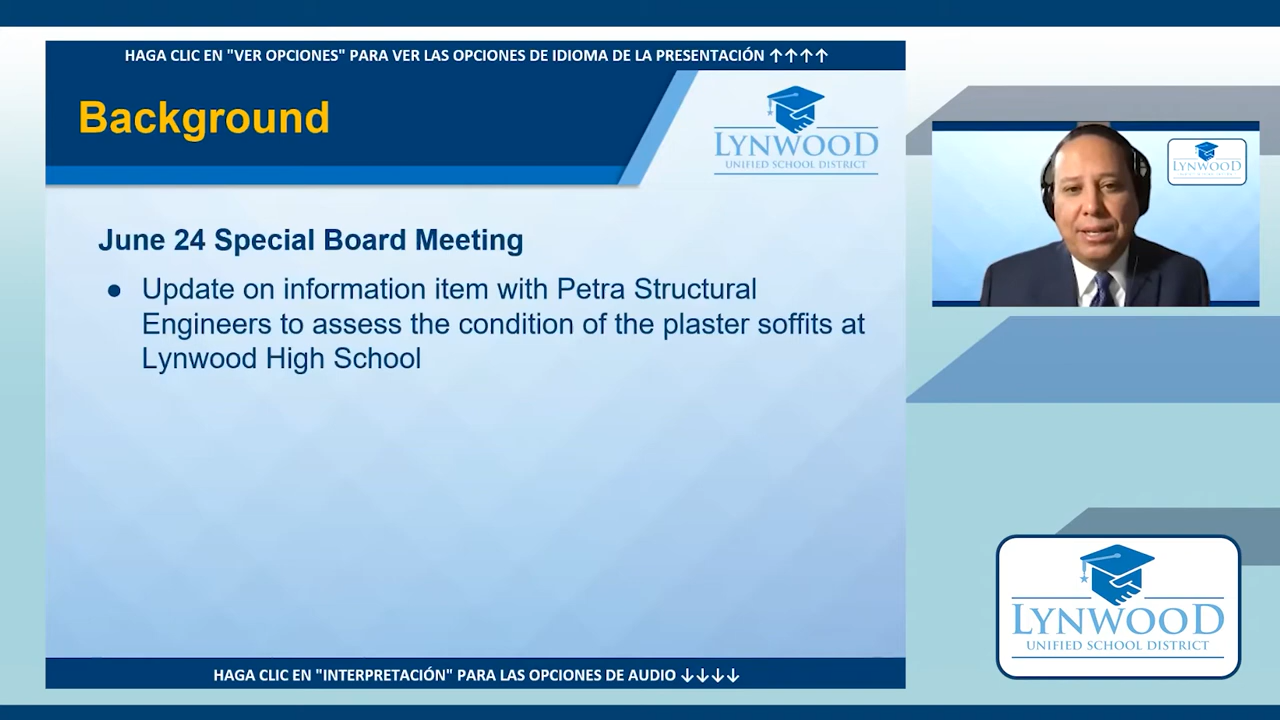 HAGA CLIC EN "VER OPCIONES" PARA VER LAS OPCIONES DE IDIOMA DE LA PRESENTACIÓN ↑↑↑↑
Background
LYNWOOD
UNIFIED SCHOOL DISTRICT
June 24 Special Board Meeting
● Update on information item with Petra Structural
Engineers to assess the condition of the plaster soffits at
Lynwood High School
HAGA CLIC EN "INTERPRETACIÓN" PARA LAS OPCIONES DE AUDIO ↓↓↓↓
LYNWOOD
LYNWOOD
UNIFIED SCHOOL DISTRICT